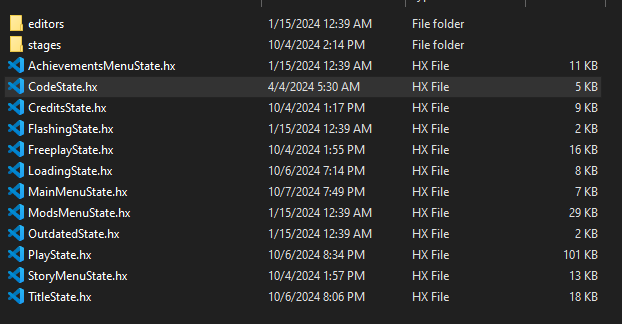 editors 1/15/2024 12:39 AM File folder
stages 10/4/2024 2:14 PM File folder
AchievementsMenuState.hx 1/15/2024 12:39 AM HX File 11 KB
CodeState.hx 4/4/2024 5:30 AM HX File 5 KB
CreditsState.hx 10/4/2024 1:17 PM HX File 9 KB
FlashingState.hx 1/15/2024 12:39 AM HX File 2 KB
FreeplayState.hx 10/4/2024 1:55 PM HX File 16 KB
LoadingState.hx 10/6/2024 7:14 PM HX File 8 KB
MainMenuState.hx 10/7/2024 7:49 PM HX File 7 KB
ModsMenuState.hx 1/15/2024 12:39 AM HX File 29 KB
OutdatedState.hx 1/15/2024 12:39 AM HX File 2 KB
PlayState.hx 10/6/2024 8:34 PM HX File 101 KB
StoryMenuState.hx 10/4/2024 1:57 PM HX File 13 KB
TitleState.hx 10/6/2024 8:06 PM HX File 18 KB